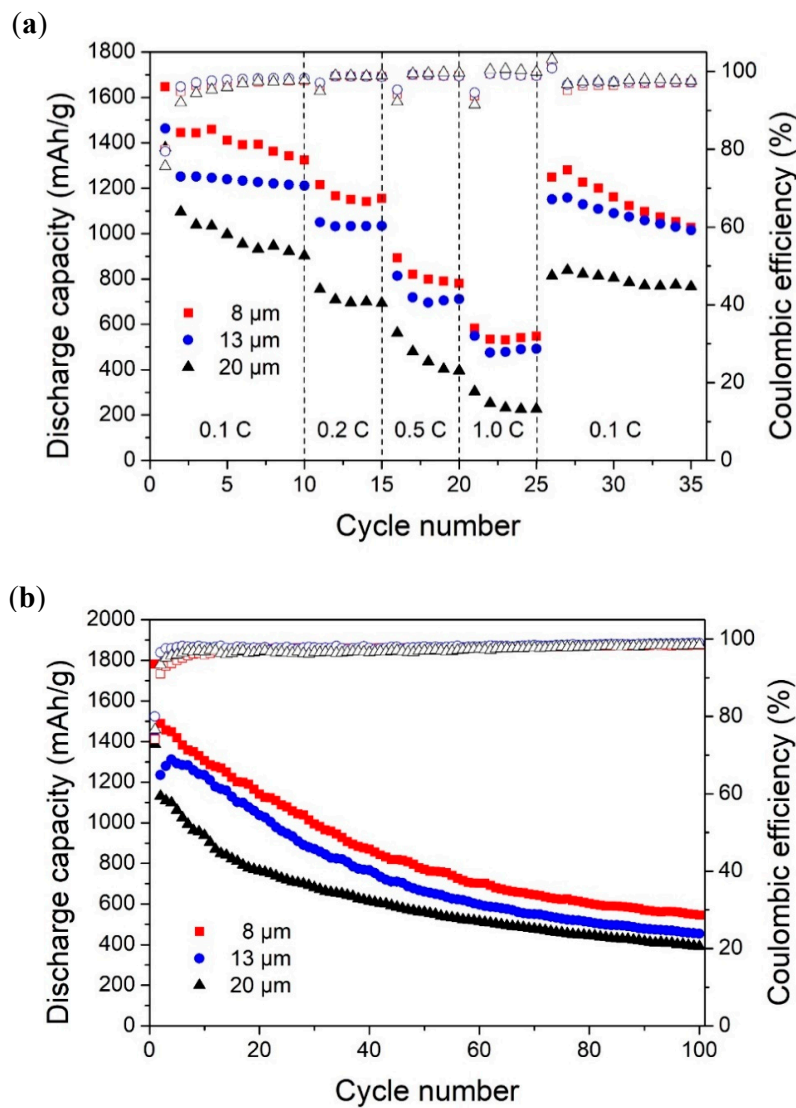 (a)
1800
1600
1400
1200
1000
800
600
400
200
0
Discharge capacity (mAh/g)
100
80
60
40
20
0
Coulombic efficiency (%)
8 µm
13 µm
20 µm
0.1 C 0.2 C 0.5 C 1.0 C 0.1 C
0 5 10 15 20 25 30 35
Cycle number
(b)
2000
1800
1600
1400
1200
1000
800
600
400
200
0
Discharge capacity (mAh/g)
100
80
60
40
20
0
Coulombic efficiency (%)
8 µm
13 µm
20 µm
0 20 40 60 80 100
Cycle number